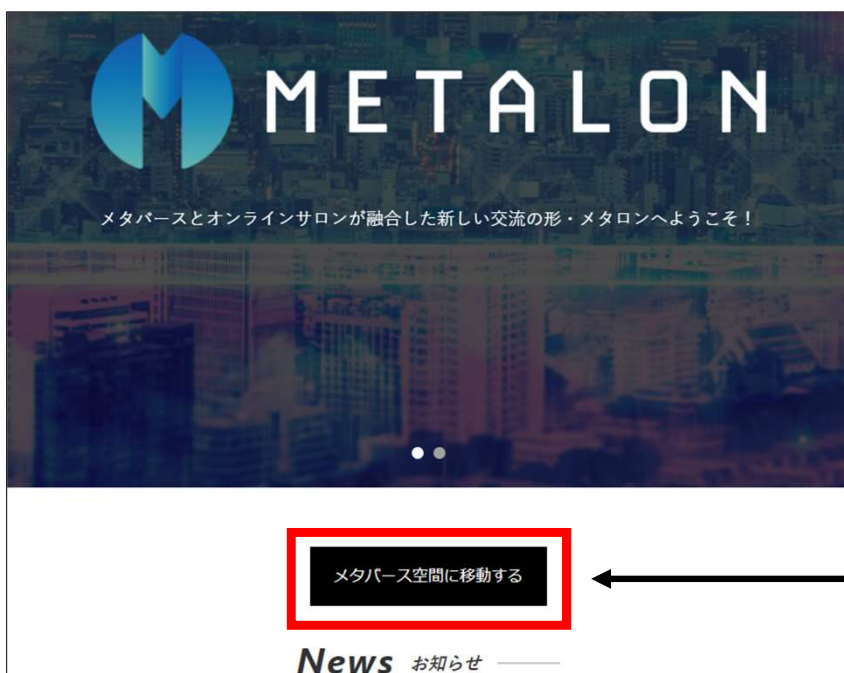 METALON
メタバースとオンラインサロンが融合した新しい交流の形・メタロンへようこそ！
メタバース空間に移動する
News お知らせ